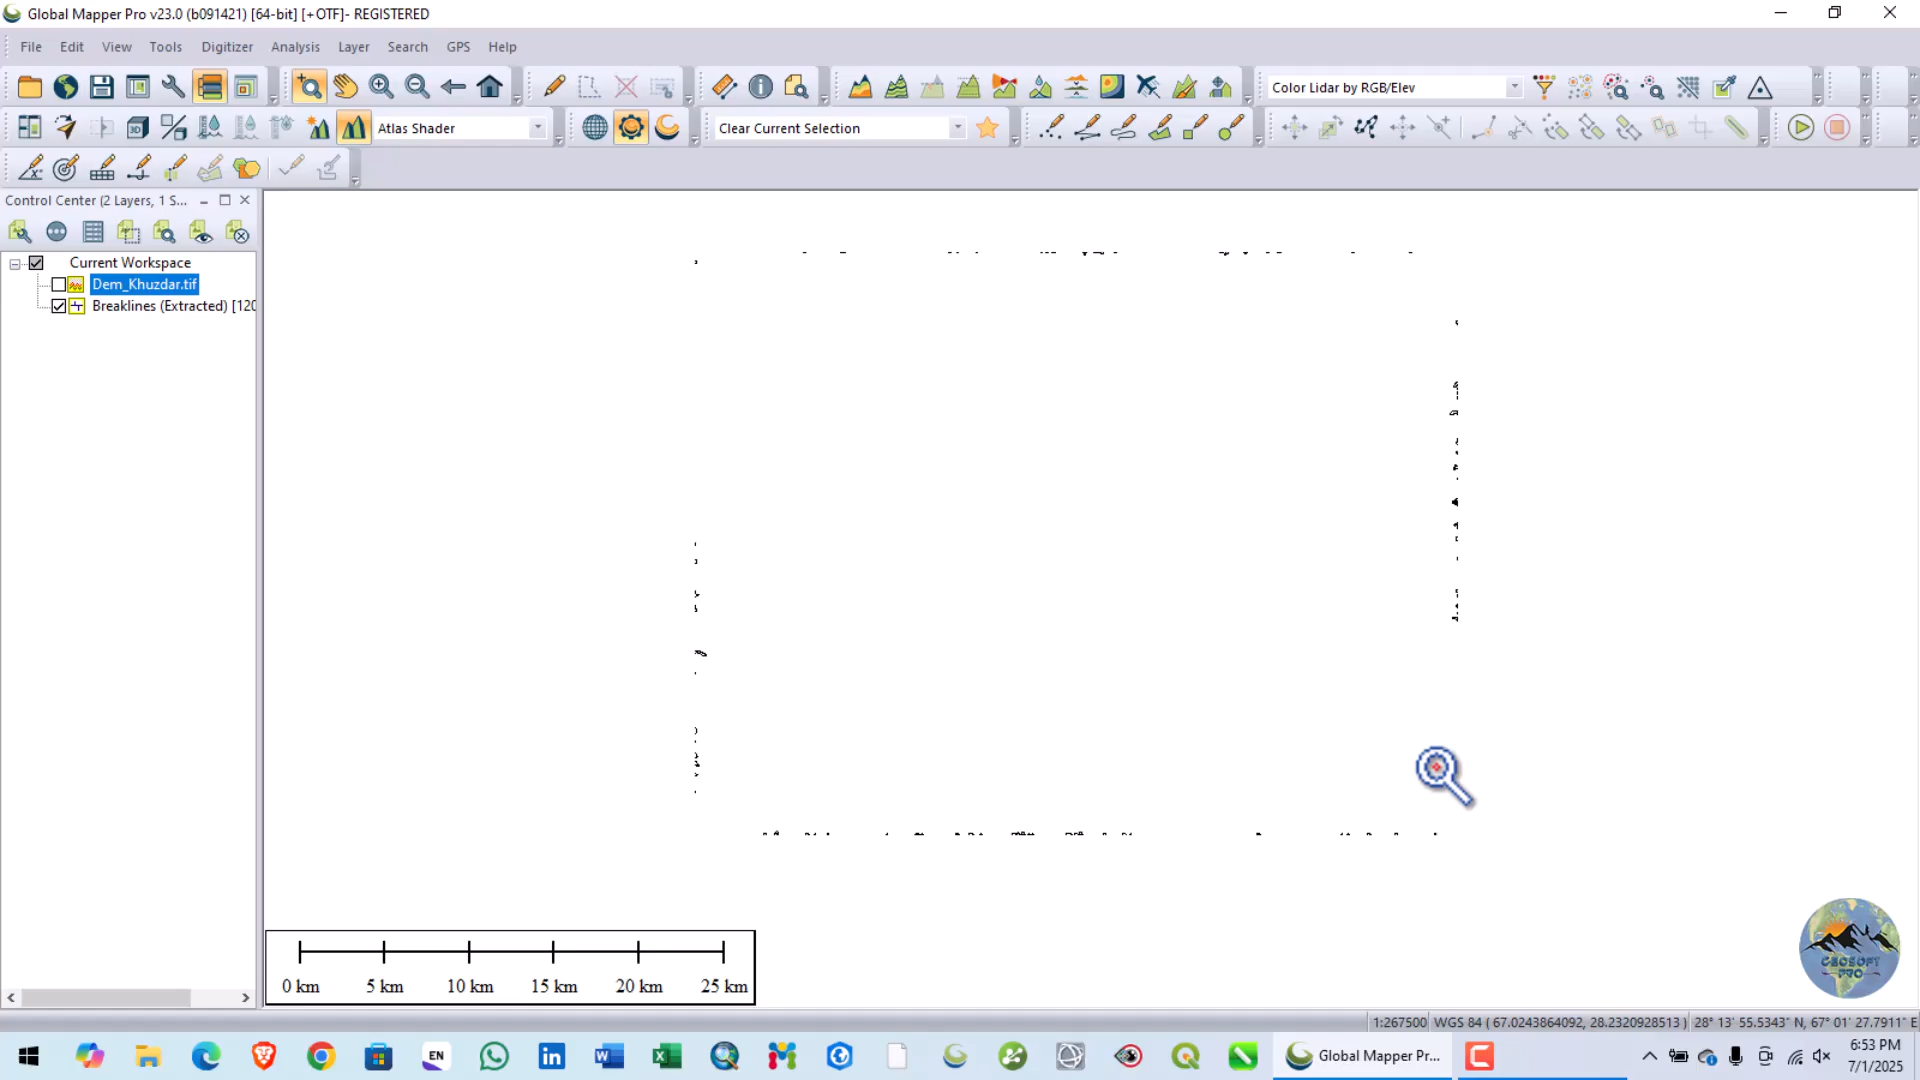 Global Mapper Pro v23.0 (b091421) [64-bit] [+OTF]- REGISTERED
File Edit View Tools Digitizer Analysis Layer Search GPS Help
Color Lidar by RGB/Elev
Atlas Shader
Clear Current Selection
Control Center (2 Layers, 1 S...
Current Workspace
Dem_Khuzdar.tif
Breaklines (Extracted) [120
0 km 5 km 10 km 15 km 20 km 25 km
GEOSOFT
PRO
1:267500 WGS 84 ( 67.0243864092, 28.2320928513 ) 28° 13' 55.5343" N, 67° 01' 27.7911" E
EN
Global Mapper Pr...
6:53 PM
7/1/2025